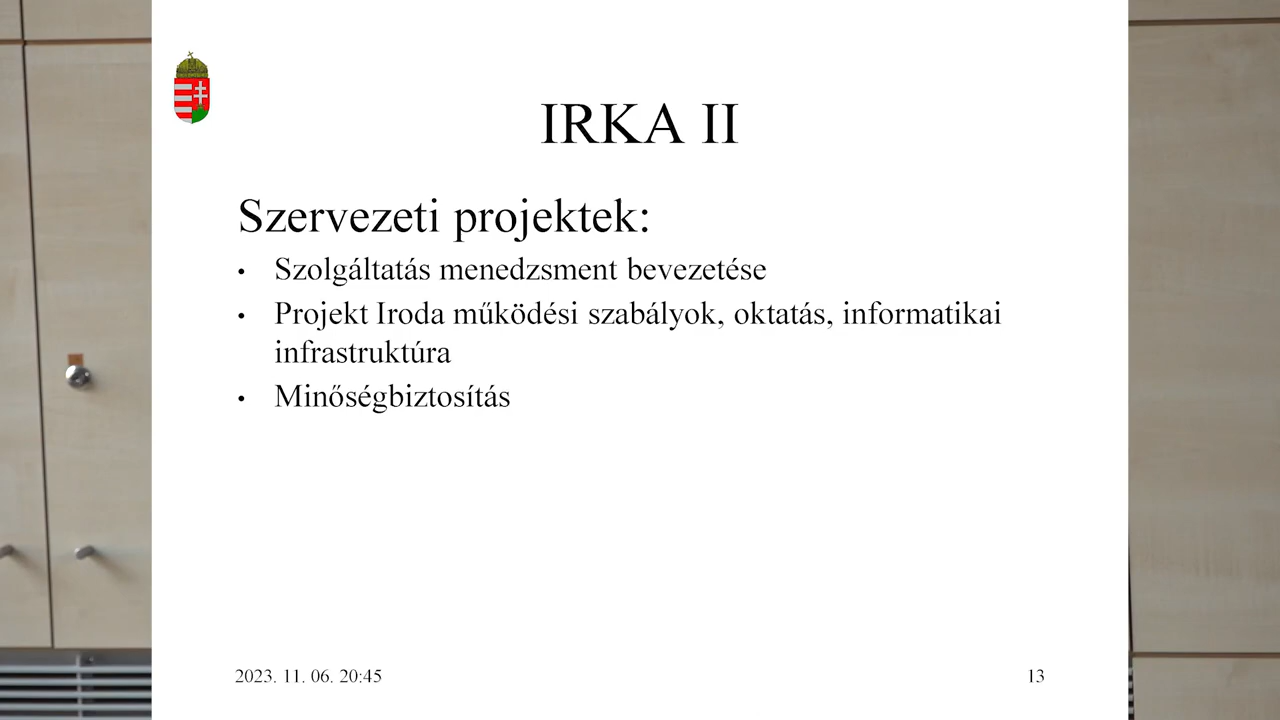 IRKA II
Szervezeti projektek:
• Szolgáltatás menedzsment bevezetése
• Projekt Iroda működési szabályok, oktatás, informatikai
infrastruktúra
• Minőségbiztosítás
2023. 11. 06. 20:45
13